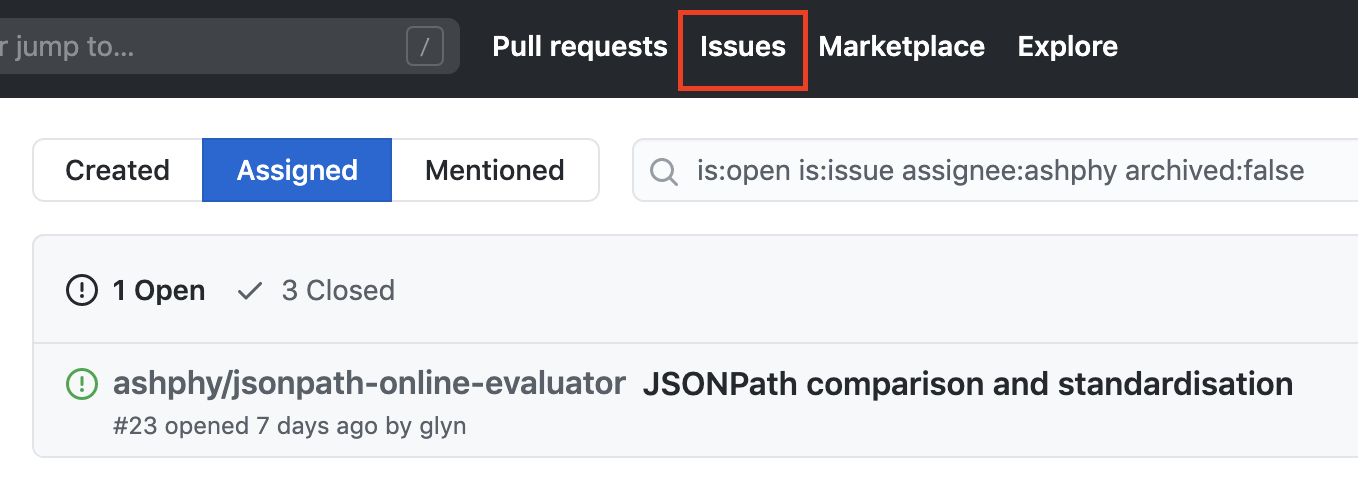 r jump to... / Pull requests Issues Marketplace Explore
Created Assigned Mentioned is:open is:issue assignee:ashphy archived:false
1 Open 3 Closed
ashphy/jsonpath-online-evaluator JSONPath comparison and standardisation
#23 opened 7 days ago by glyn